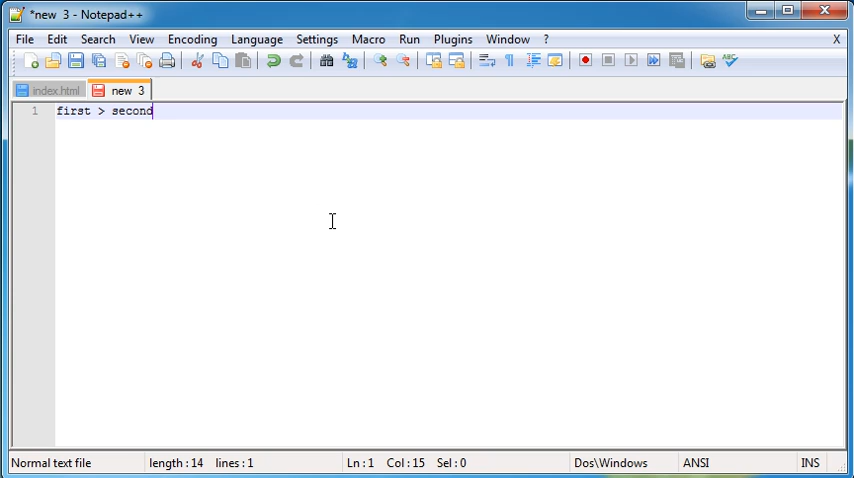 *new  3 - Notepad++
File Edit Search View Encoding Language Settings Macro Run Plugins Window ? X
index.html new  3
1 first > second
Normal text file length : 14 lines : 1 Ln : 1 Col : 15 Sel : 0 Dos\Windows ANSI INS